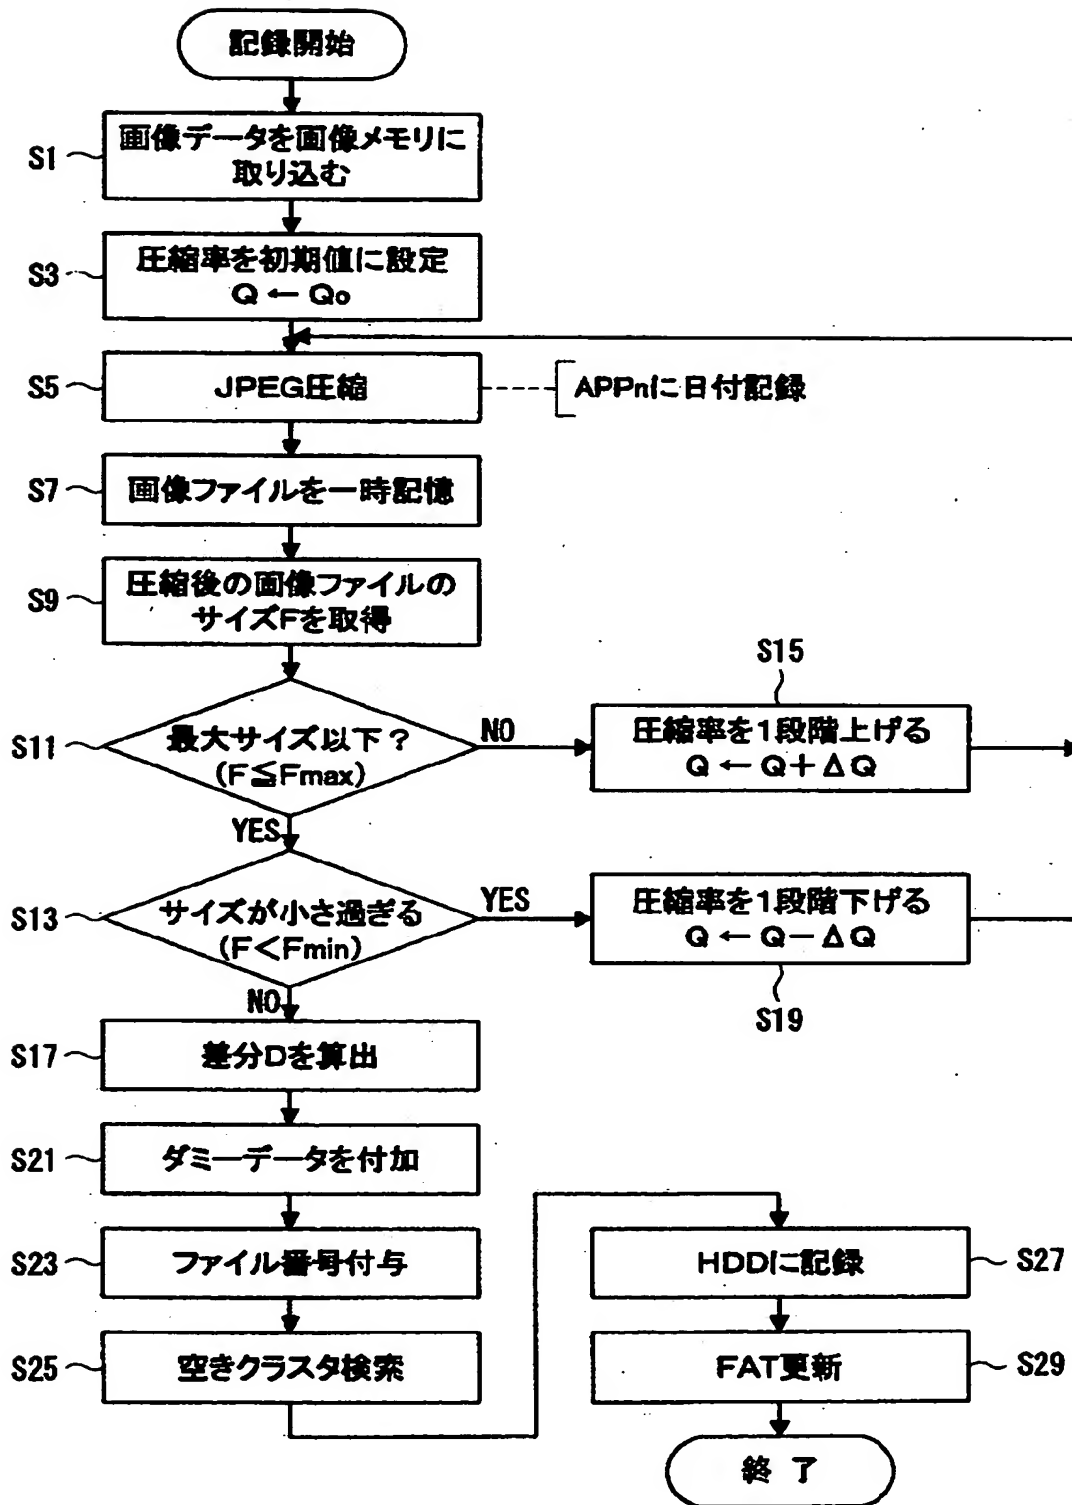 記録開始
S1
画像データを画像メモリに
取り込む
S3
圧縮率を初期値に設定
Q ← Q0
S5
JPEG圧縮
APPnに日付記録
S7
画像ファイルを一時記憶
S9
圧縮後の画像ファイルの
サイズFを取得
S11
最大サイズ以下?
(F≦Fmax)
NO
S15
圧縮率を1段階上げる
Q ← Q+ΔQ
YES
S13
サイズが小さ過ぎる
(F<Fmin)
YES
圧縮率を1段階下げる
Q ← Q-ΔQ
S19
NO
S17
差分Dを算出
S21
ダミーデータを付加
S23
ファイル番号付与
S25
空きクラスタ検索
HDDに記録
S27
FAT更新
S29
終 了